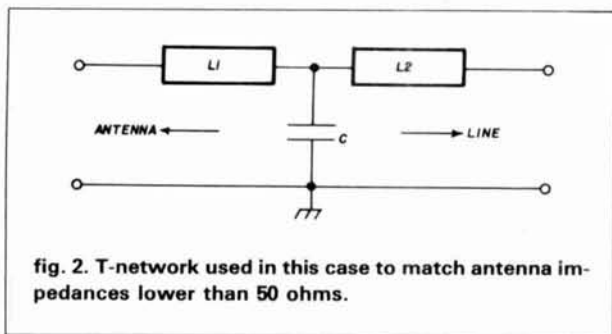 L1
L2
ANTENNA
C
LINE
fig. 2. T-network used in this case to match antenna im-
pedances lower than 50 ohms.